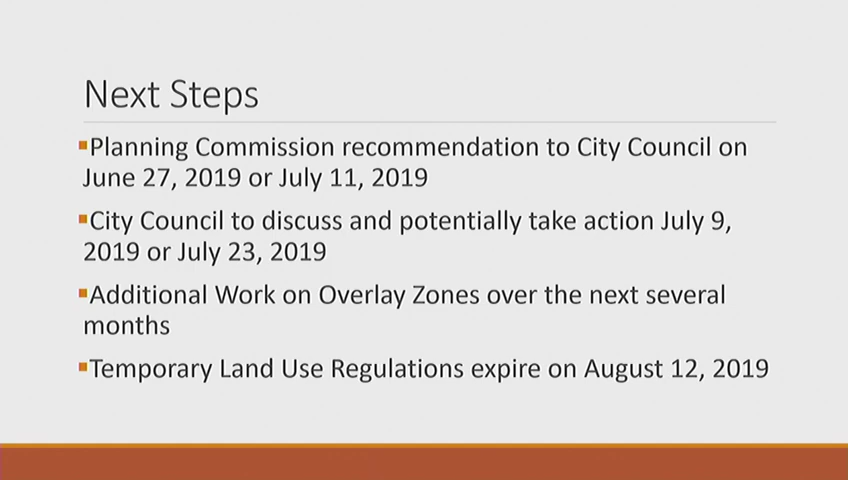 Next Steps
Planning Commission recommendation to City Council on
June 27, 2019 or July 11, 2019
City Council to discuss and potentially take action July 9,
2019 or July 23, 2019
Additional Work on Overlay Zones over the next several
months
Temporary Land Use Regulations expire on August 12, 2019